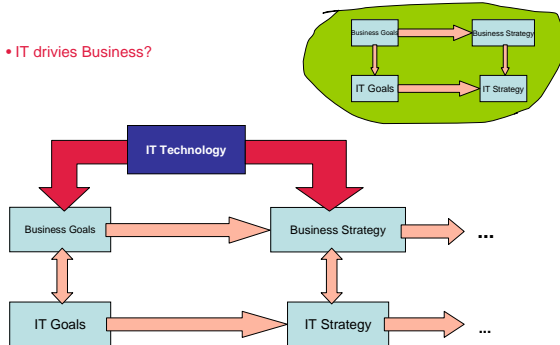 • IT drivies Business?
Business Goals
Business Strategy
IT Goals
IT Strategy
IT Technology
Business Goals
Business Strategy
...
IT Goals
IT Strategy
...